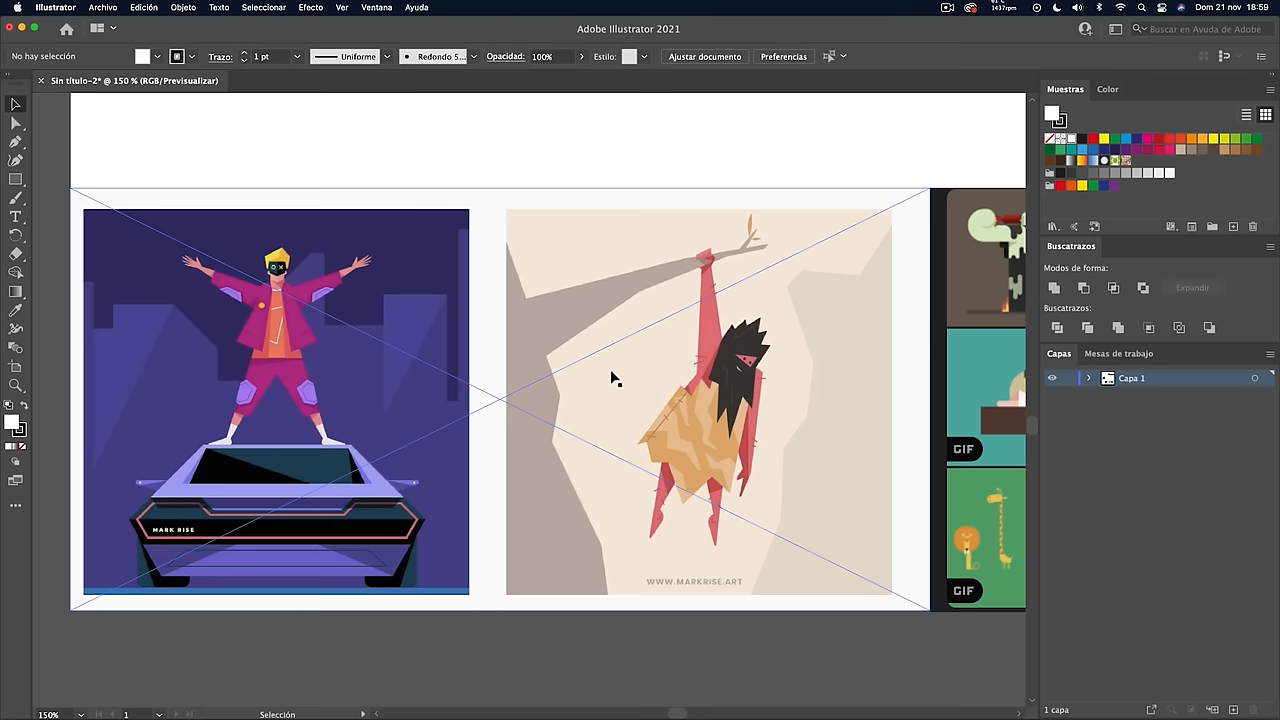 Illustrator Archivo Edición Objeto Texto Seleccionar Efecto Ver Ventana Ayuda
1437rpm Dom 21 nov 18:59
Adobe Illustrator 2021
Buscar en Ayuda de Adobe
No hay selección Trazo: 1 pt Uniforme Redondo 5... Opacidad: 100% Estilo: Ajustar documento Preferencias
Sin título-2* @ 150 % (RGB/Previsualizar)
Muestras Color
Buscatrazos
Modos de forma:
Expandir
Buscatrazos:
Capas Mesas de trabajo
Capa 1
GIF
MARK RISE
WWW.MARKRISE.ART
GIF
1 capa
150% 1 Selección